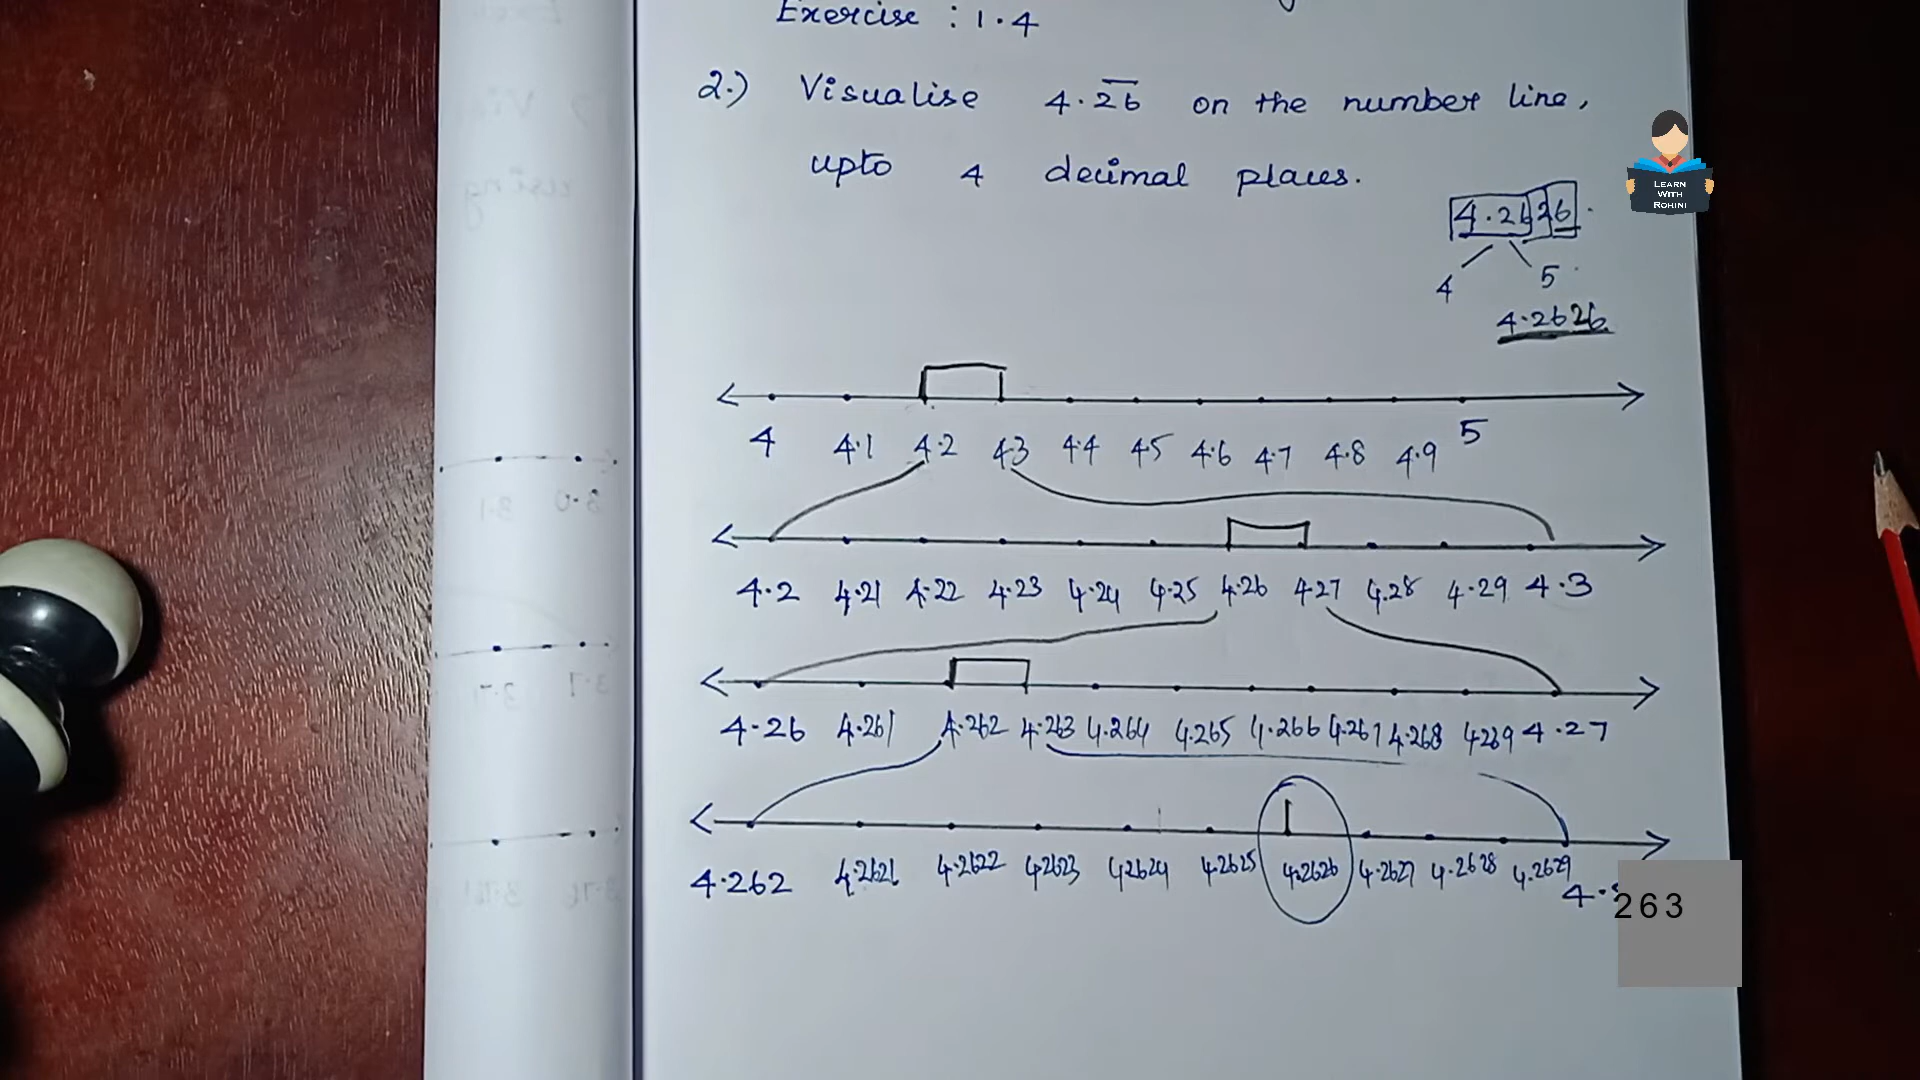 Exercise : 1.4
2.) Visualise 4.2̅6̅ on the number line,
upto 4 decimal places.
LEARN
WITH
ROHINI
4.2626.
4 5
4.2626
4 4.1 4.2 4.3 4.4 4.5 4.6 4.7 4.8 4.9 5
4.2 4.21 4.22 4.23 4.24 4.25 4.26 4.27 4.28 4.29 4.3
4.26 4.261 4.262 4.263 4.264 4.265 4.266 4.267 4.268 4.269 4.27
4.262 4.2621 4.2622 4.2623 4.2624 4.2625 4.2626 4.2627 4.2628 4.2629 4.263